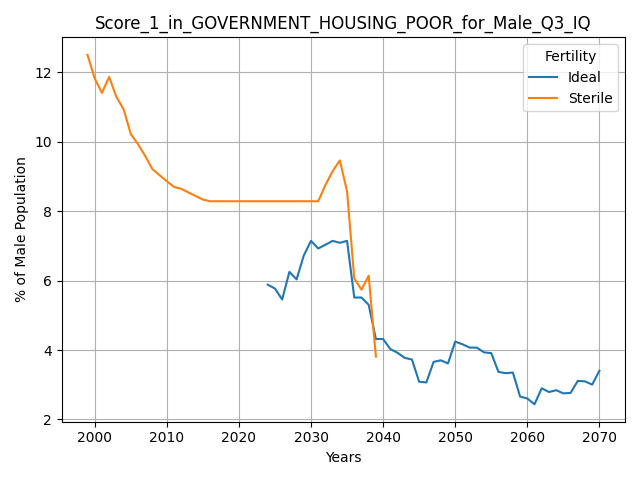 Score_1_in_GOVERNMENT_HOUSING_POOR_for_Male_Q3_IQ
Fertility
Ideal
Sterile
% of Male Population
12
10
8
6
4
2
2000 2010 2020 2030 2040 2050 2060 2070
Years